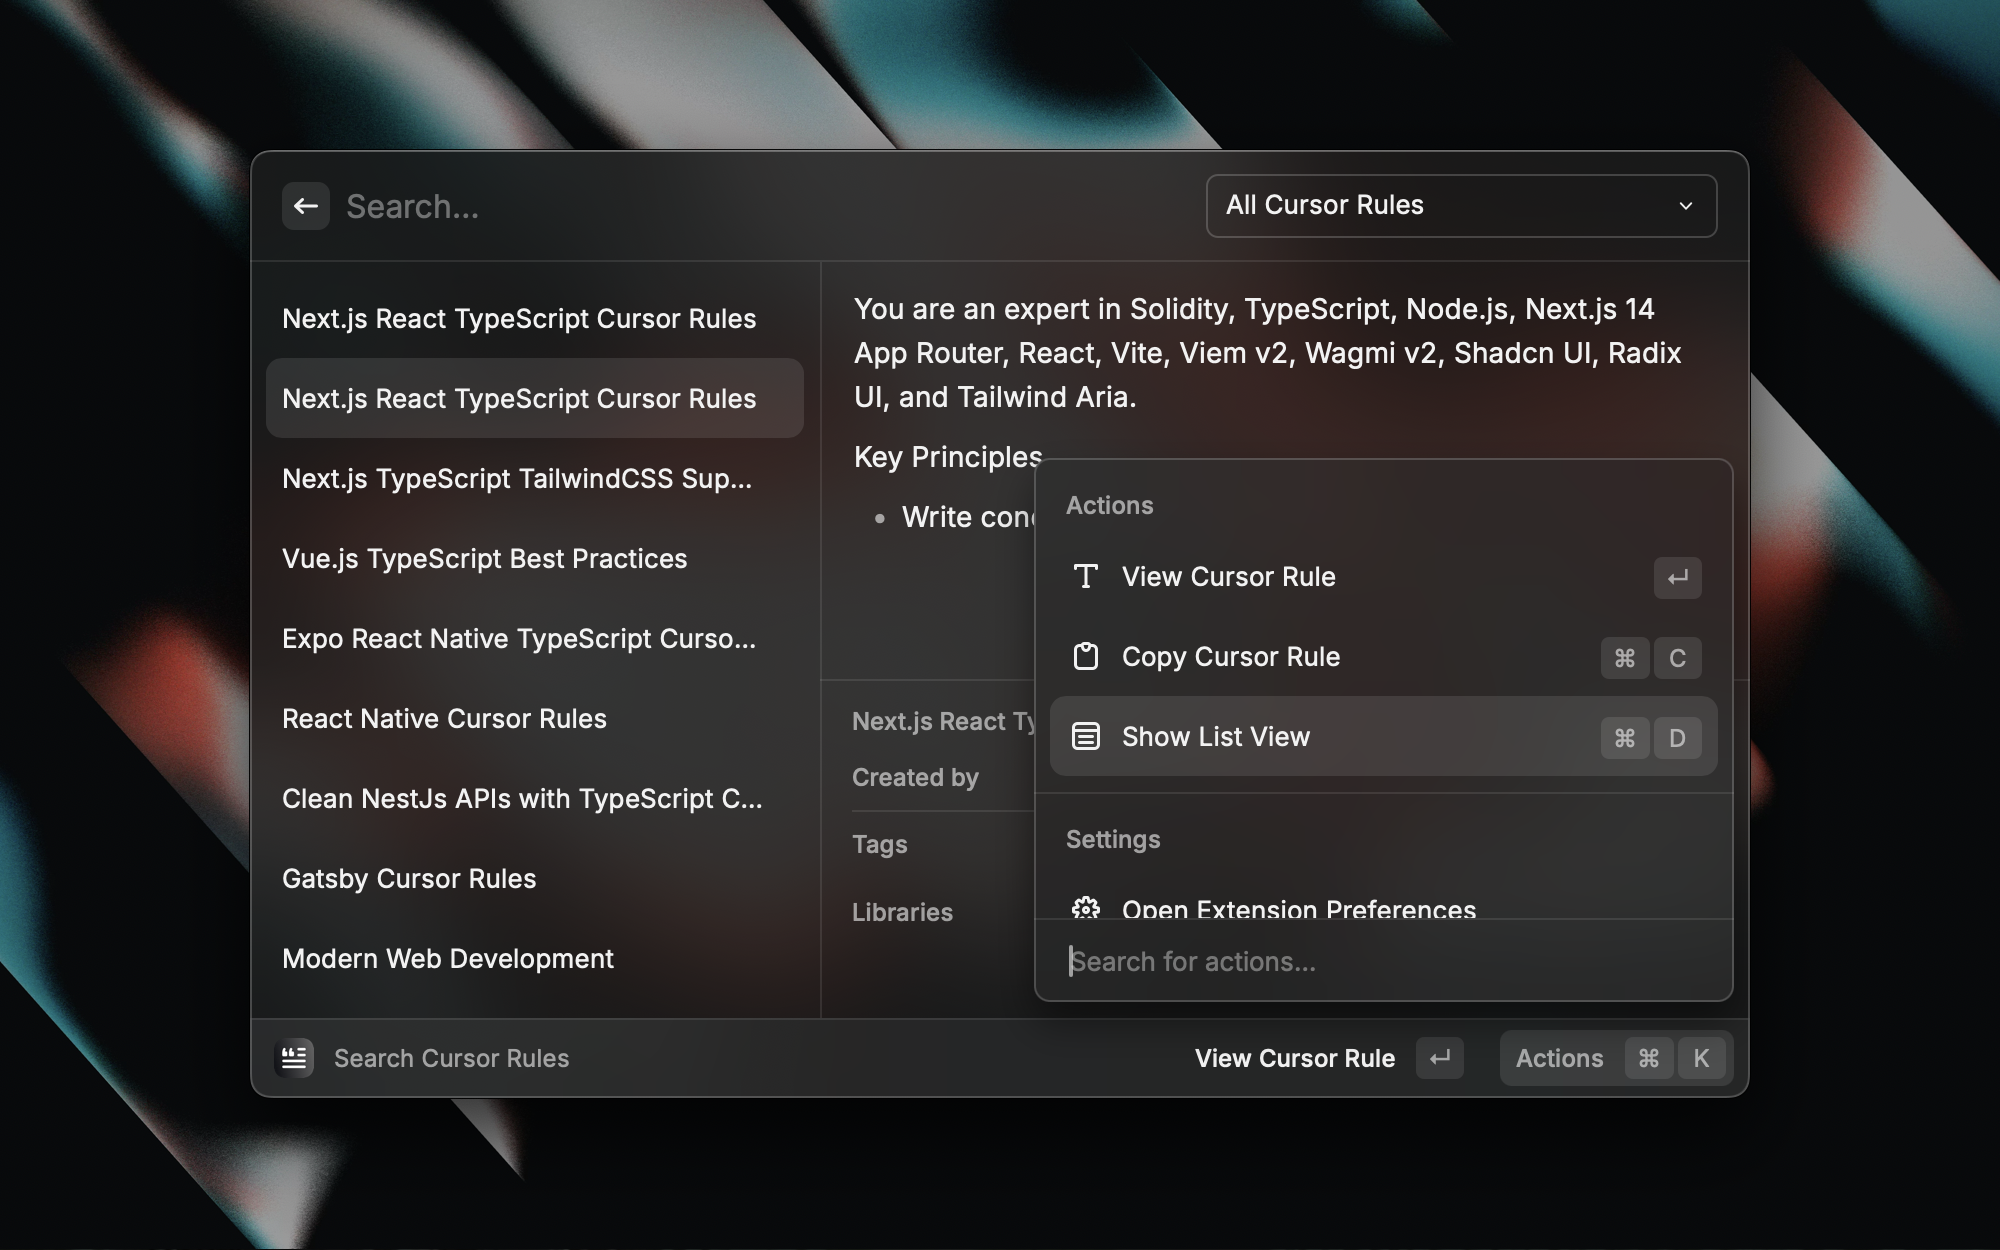 Search...
All Cursor Rules
Next.js React TypeScript Cursor Rules
Next.js React TypeScript Cursor Rules
Next.js TypeScript TailwindCSS Sup...
Vue.js TypeScript Best Practices
Expo React Native TypeScript Curso...
React Native Cursor Rules
Clean NestJs APIs with TypeScript C...
Gatsby Cursor Rules
Modern Web Development
You are an expert in Solidity, TypeScript, Node.js, Next.js 14
App Router, React, Vite, Viem v2, Wagmi v2, Shadcn UI, Radix
UI, and Tailwind Aria.
Key Principles
Write
Next.js React
Created by
Tags
Libraries
Actions
View Cursor Rule ↵
Copy Cursor Rule ⌘ C
Show List View ⌘ D
Settings
Open Extension Preferences
Search for actions...
Search Cursor Rules
View Cursor Rule ↵ Actions ⌘ K